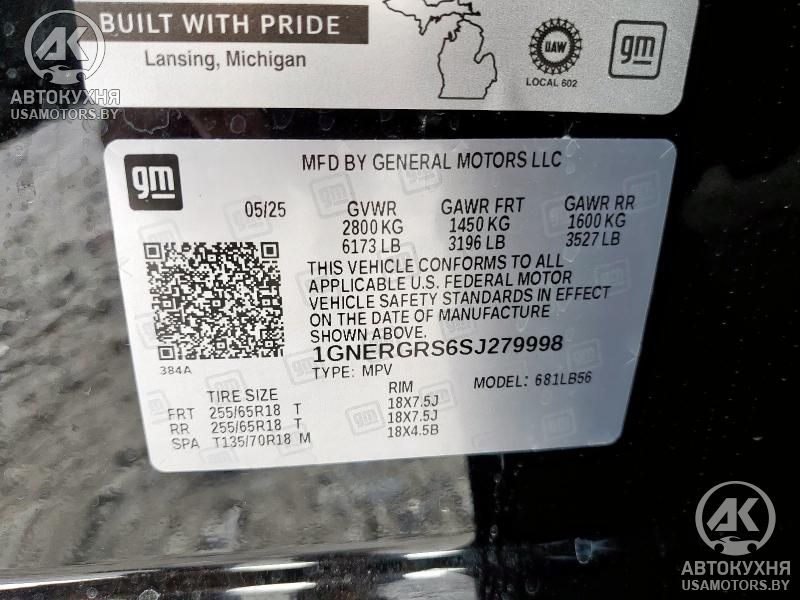 BUILT WITH PRIDE
Lansing, Michigan
UAW
LOCAL 602
gm
АК
АВТОКУХНЯ
USAMOTORS.BY
gm
MFD BY GENERAL MOTORS LLC
05/25 GVWR GAWR FRT GAWR RR
2800 KG 1450 KG 1600 KG
6173 LB 3196 LB 3527 LB
THIS VEHICLE CONFORMS TO ALL
APPLICABLE U.S. FEDERAL MOTOR
VEHICLE SAFETY STANDARDS IN EFFECT
ON THE DATE OF MANUFACTURE
SHOWN ABOVE.
1GNERGRS6SJ279998
384A
TYPE: MPV MODEL: 681LB56
TIRE SIZE RIM
FRT 255/65R18 T 18X7.5J
RR 255/65R18 T 18X7.5J
SPA T135/70R18 M 18X4.5B
АК
АВТОКУХНЯ
USAMOTORS.BY